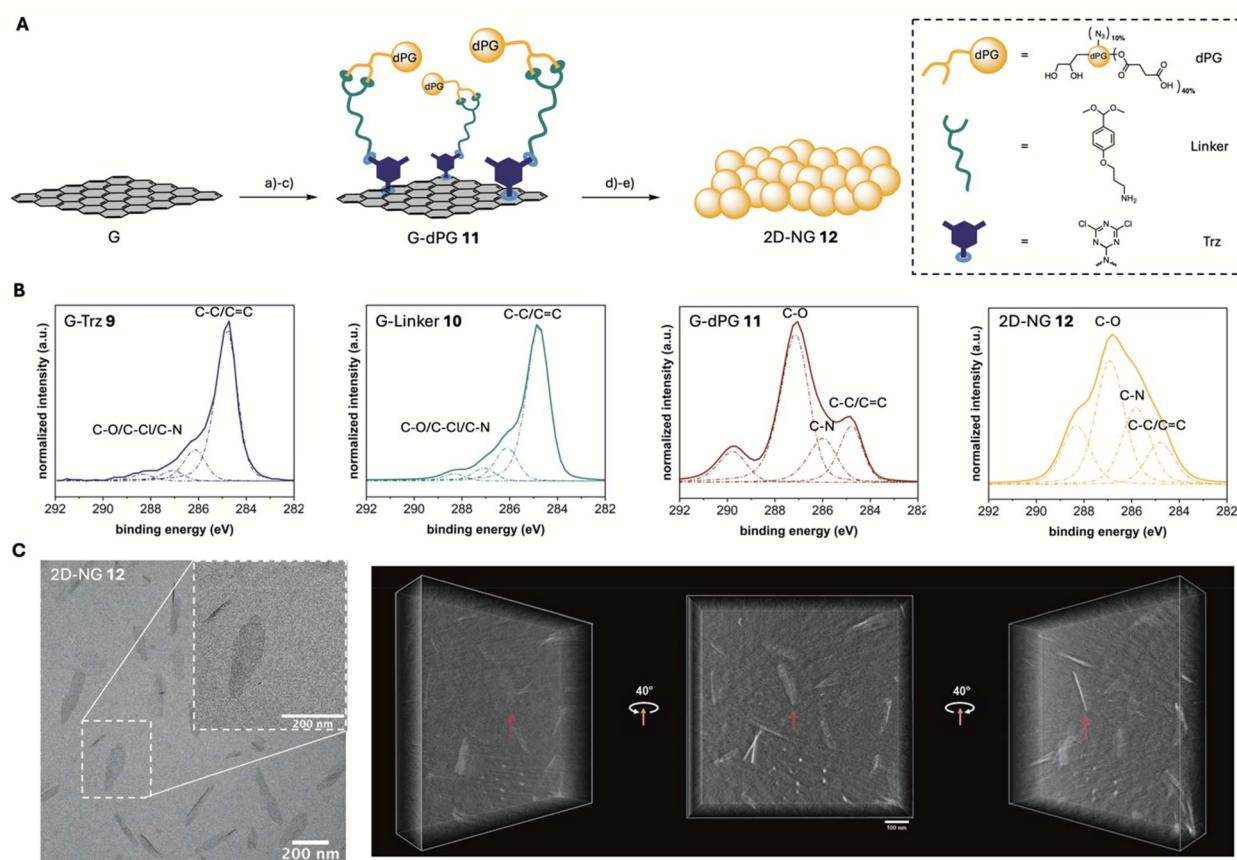 A
dPG
dPG
dPG
a)-c)
d)-e)
G
G-dPG 11
2D-NG 12
dPG
=
(N3)10%
dPG
HO
OH
O
O
O
OH
)40%
dPG
=
O
O
O
NH2
Linker
=
Cl
N
Cl
N
N
N
Trz
B
G-Trz 9
C-C/C=C
C-O/C-Cl/C-N
normalized intensity (a.u.)
292 290 288 286 284 282
binding energy (eV)
G-Linker 10
C-C/C=C
C-O/C-Cl/C-N
normalized intensity (a.u.)
292 290 288 286 284 282
binding energy (eV)
G-dPG 11
C-O
C-N
C-C/C=C
normalized intensity (a.u.)
292 290 288 286 284 282
binding energy (eV)
2D-NG 12
C-O
C-N
C-C/C=C
normalized intensity (a.u.)
292 290 288 286 284 282
binding energy (eV)
C
2D-NG 12
200 nm
200 nm
40°
40°
100 nm